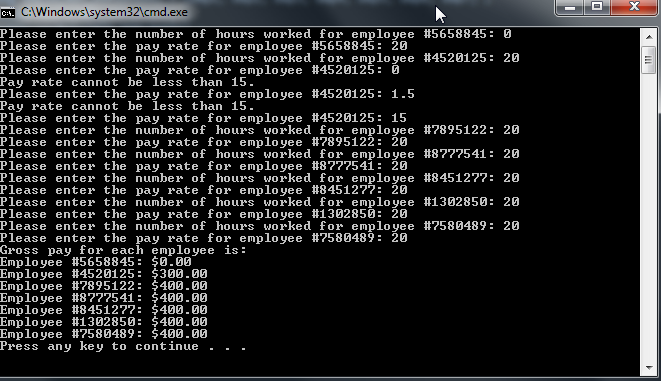 C:\Windows\system32\cmd.exe
Please enter the number of hours worked for employee #5658845: 0
Please enter the pay rate for employee #5658845: 20
Please enter the number of hours worked for employee #4520125: 20
Please enter the pay rate for employee #4520125: 0
Pay rate cannot be less than 15.
Please enter the pay rate for employee #4520125: 1.5
Pay rate cannot be less than 15.
Please enter the pay rate for employee #4520125: 15
Please enter the number of hours worked for employee #7895122: 20
Please enter the pay rate for employee #7895122: 20
Please enter the number of hours worked for employee #8777541: 20
Please enter the pay rate for employee #8777541: 20
Please enter the number of hours worked for employee #8451277: 20
Please enter the pay rate for employee #8451277: 20
Please enter the number of hours worked for employee #1302850: 20
Please enter the pay rate for employee #1302850: 20
Please enter the number of hours worked for employee #7580489: 20
Please enter the pay rate for employee #7580489: 20
Gross pay for each employee is:
Employee #5658845: $0.00
Employee #4520125: $300.00
Employee #7895122: $400.00
Employee #8777541: $400.00
Employee #8451277: $400.00
Employee #1302850: $400.00
Employee #7580489: $400.00
Press any key to continue . . .